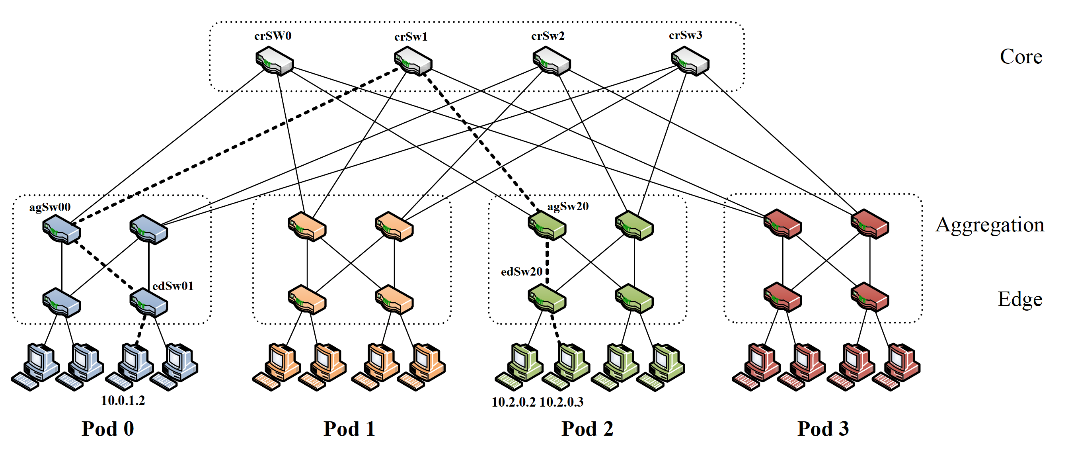 crSW0 crSw1 crSw2 crSw3
Core
agSw00 agSw20
Aggregation
edSw01 edSw20
Edge
10.0.1.2 10.2.0.2 10.2.0.3
Pod 0 Pod 1 Pod 2 Pod 3